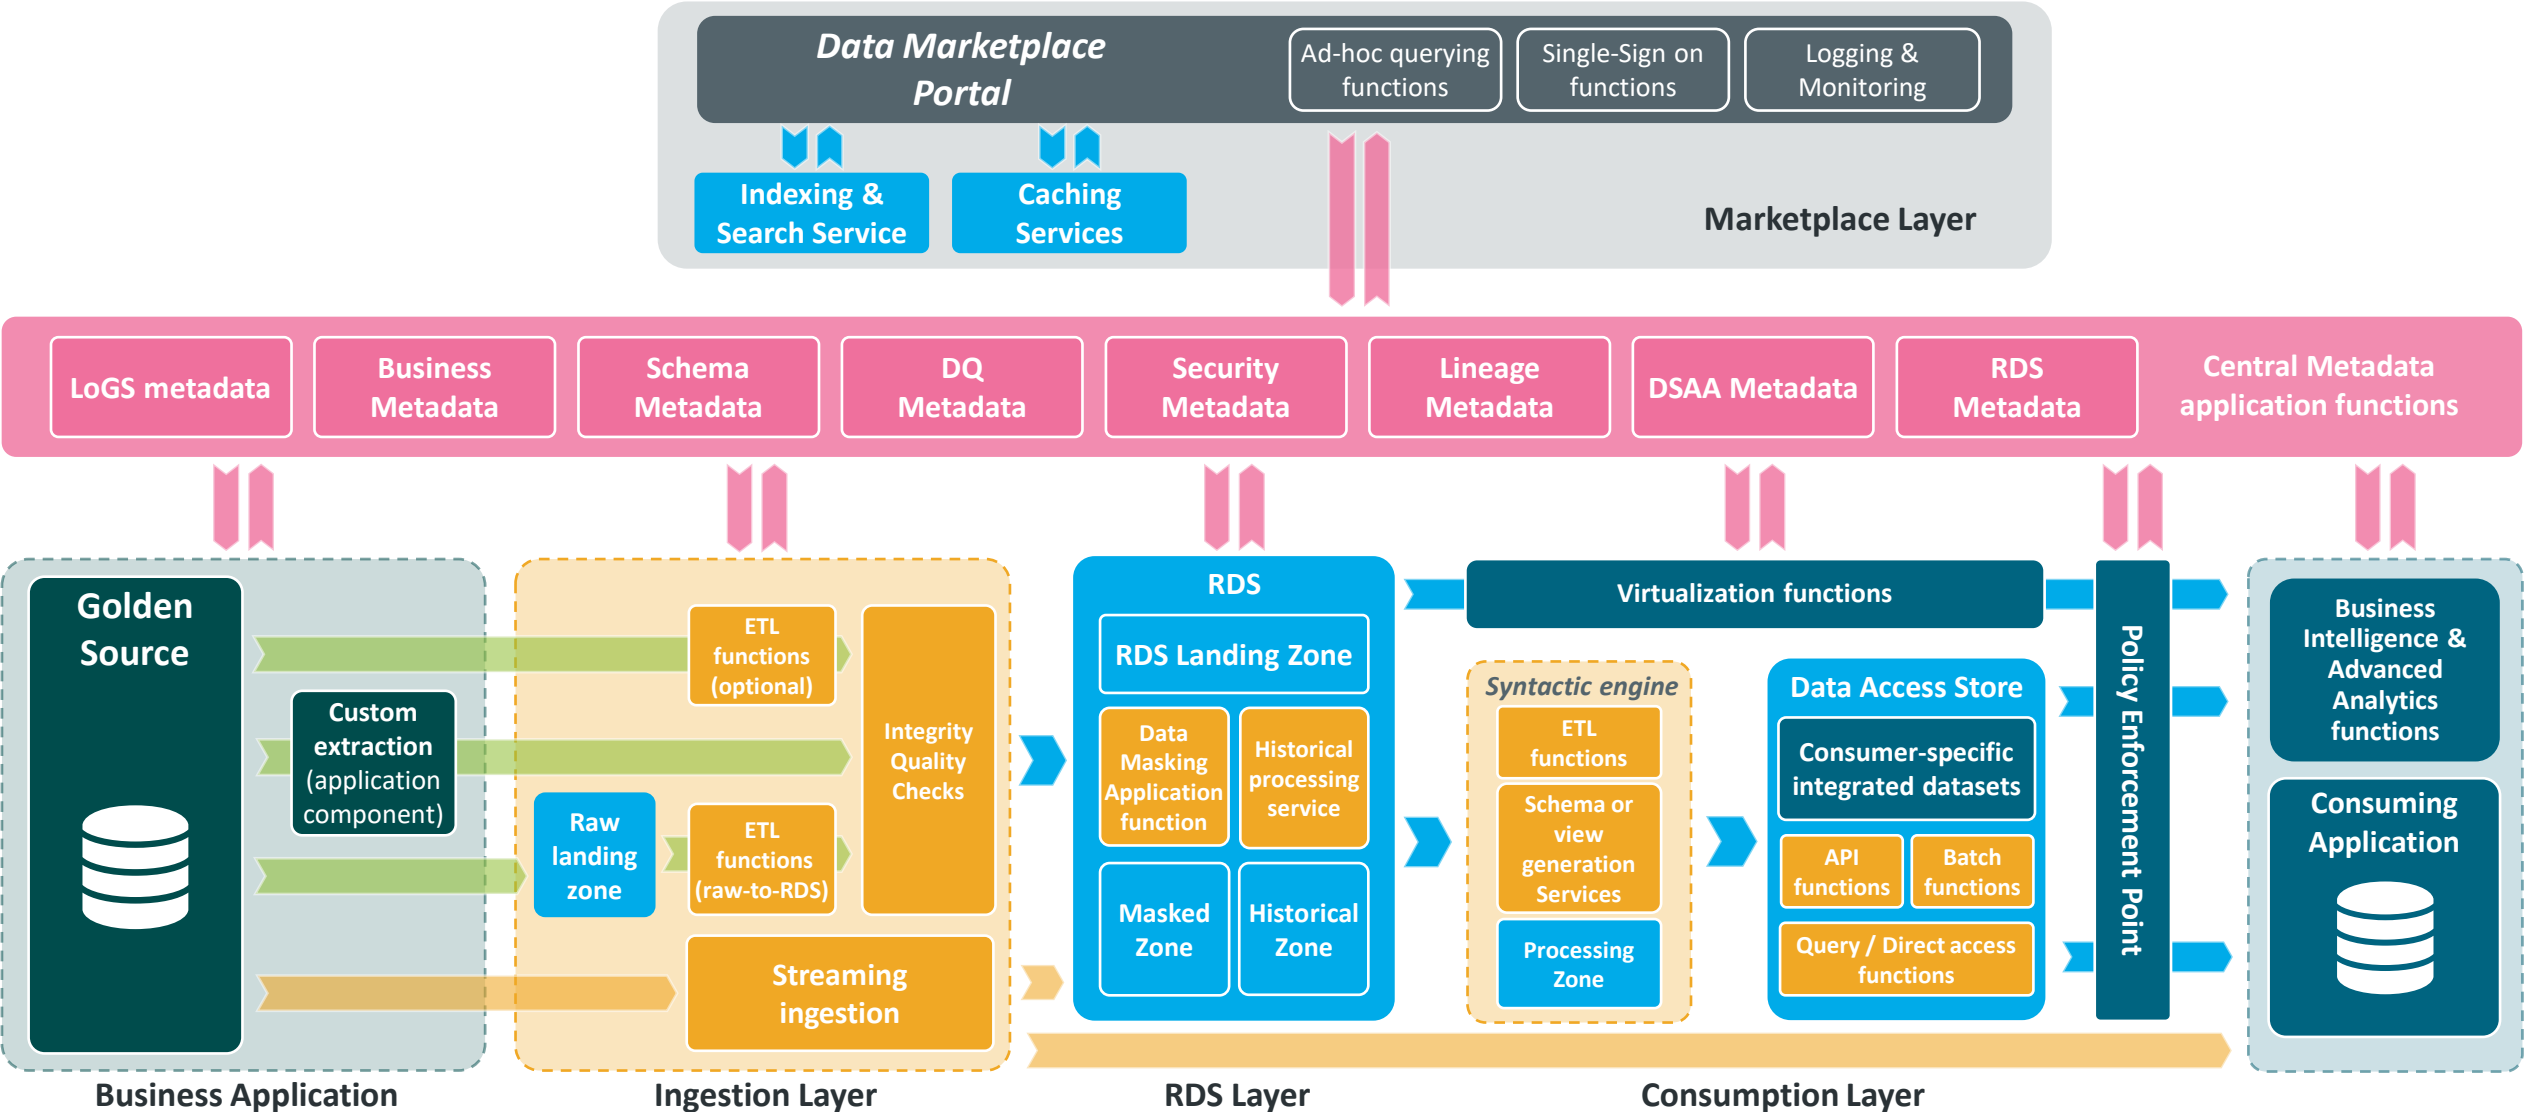 Data Marketplace
Portal
Ad-hoc querying
functions
Single-Sign on
functions
Logging &
Monitoring
Indexing &
Search Service
Caching
Services
Marketplace Layer
LoGS metadata
Business
Metadata
Schema
Metadata
DQ
Metadata
Security
Metadata
Lineage
Metadata
DSAA Metadata
RDS
Metadata
Central Metadata
application functions
Golden
Source
Custom
extraction
(application
component)
Business Application
ETL
functions
(optional)
Raw
landing
zone
ETL
functions
(raw-to-RDS)
Integrity
Quality
Checks
Streaming
ingestion
Ingestion Layer
RDS
RDS Landing Zone
Data
Masking
Application
function
Historical
processing
service
Masked
Zone
Historical
Zone
RDS Layer
Virtualization functions
Syntactic engine
ETL
functions
Schema or
view
generation
Services
Processing
Zone
Data Access Store
Consumer-specific
integrated datasets
API
functions
Batch
functions
Query / Direct access
functions
Policy Enforcement Point
Consumption Layer
Business
Intelligence &
Advanced
Analytics
functions
Consuming
Application